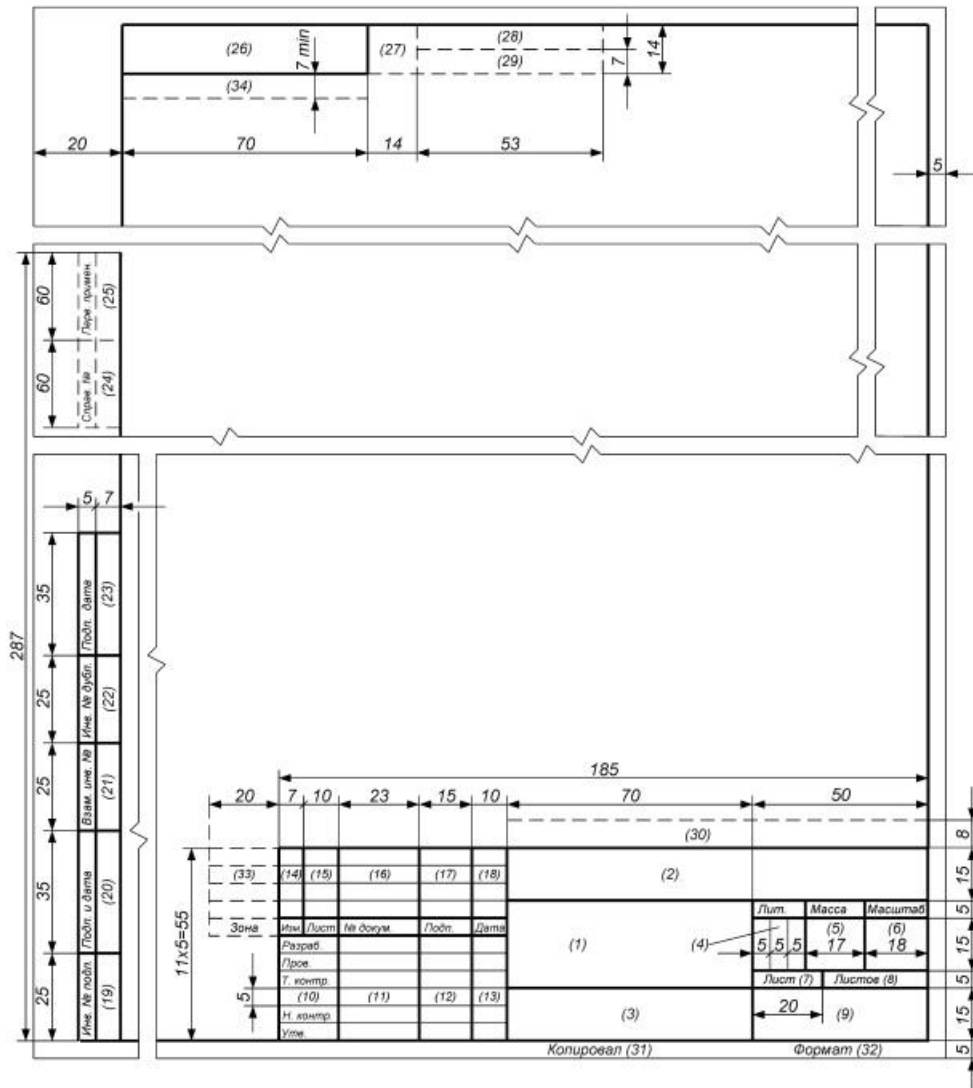 (26)
7 min
(27)
(28)
(29)
7
14
(34)
20
70
14
53
5
60
Перв. примен.
(25)
60
Справ. №
(24)
5 7
287
35
Подп. дата
(23)
25
Инв. № дубл.
(22)
25
Взам. инв. №
(21)
35
Подп. и дата
(20)
25
Инв. № подл.
(19)
185
20 7 10 23 15 10 70 50
(30)
8
(33) (14) (15) (16) (17) (18)
(2)
15
Зона Изм. Лист № докум. Подп. Дата
Лит. Масса Масштаб
5
11х5=55
Разраб.
Пров.
Т. контр.
(1)
(4)
(5)
(6)
5 5 5 17 18
15
Лист (7) Листов (8)
5
5
(10) (11) (12) (13)
Н. контр.
Утв.
(3)
20
(9)
15
Копировал (31) Формат (32)
5